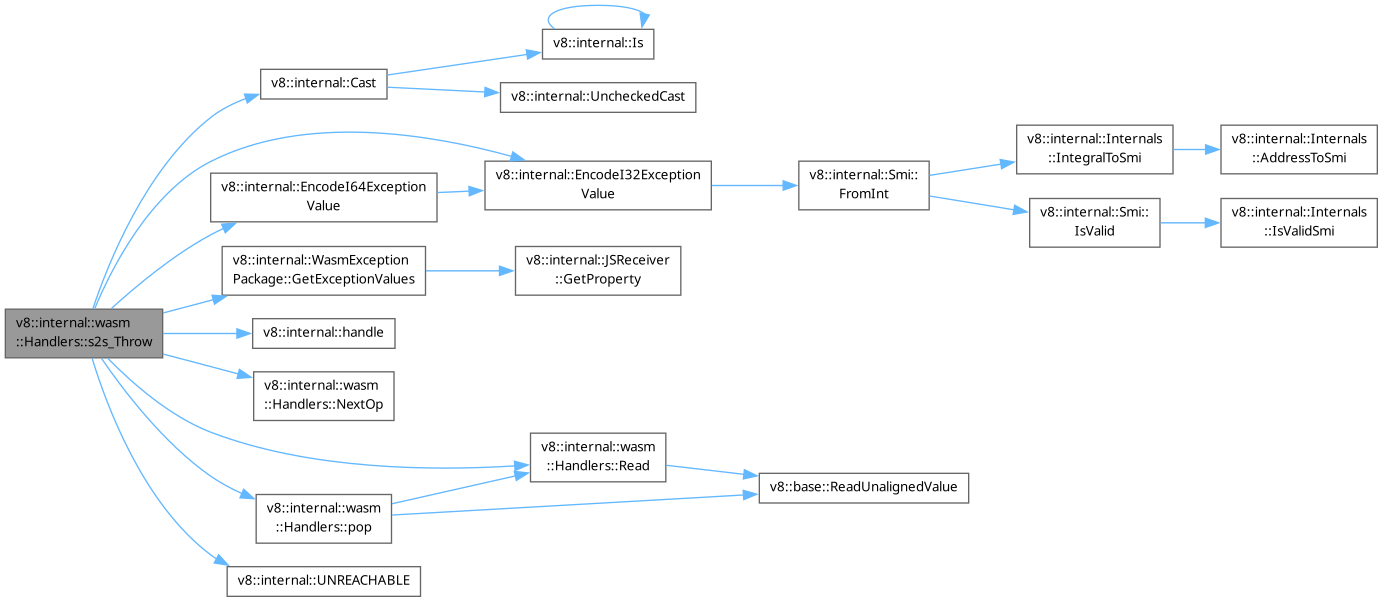 v8::internal::Is
v8::internal::Cast
v8::internal::UncheckedCast
v8::internal::Internals
::IntegralToSmi
v8::internal::Internals
::AddressToSmi
v8::internal::EncodeI32Exception
Value
v8::internal::Smi::
FromInt
v8::internal::EncodeI64Exception
Value
v8::internal::Smi::
IsValid
v8::internal::Internals
::IsValidSmi
v8::internal::WasmException
Package::GetExceptionValues
v8::internal::JSReceiver
::GetProperty
v8::internal::wasm
::Handlers::s2s_Throw
v8::internal::handle
v8::internal::wasm
::Handlers::NextOp
v8::internal::wasm
::Handlers::Read
v8::base::ReadUnalignedValue
v8::internal::wasm
::Handlers::pop
v8::internal::UNREACHABLE